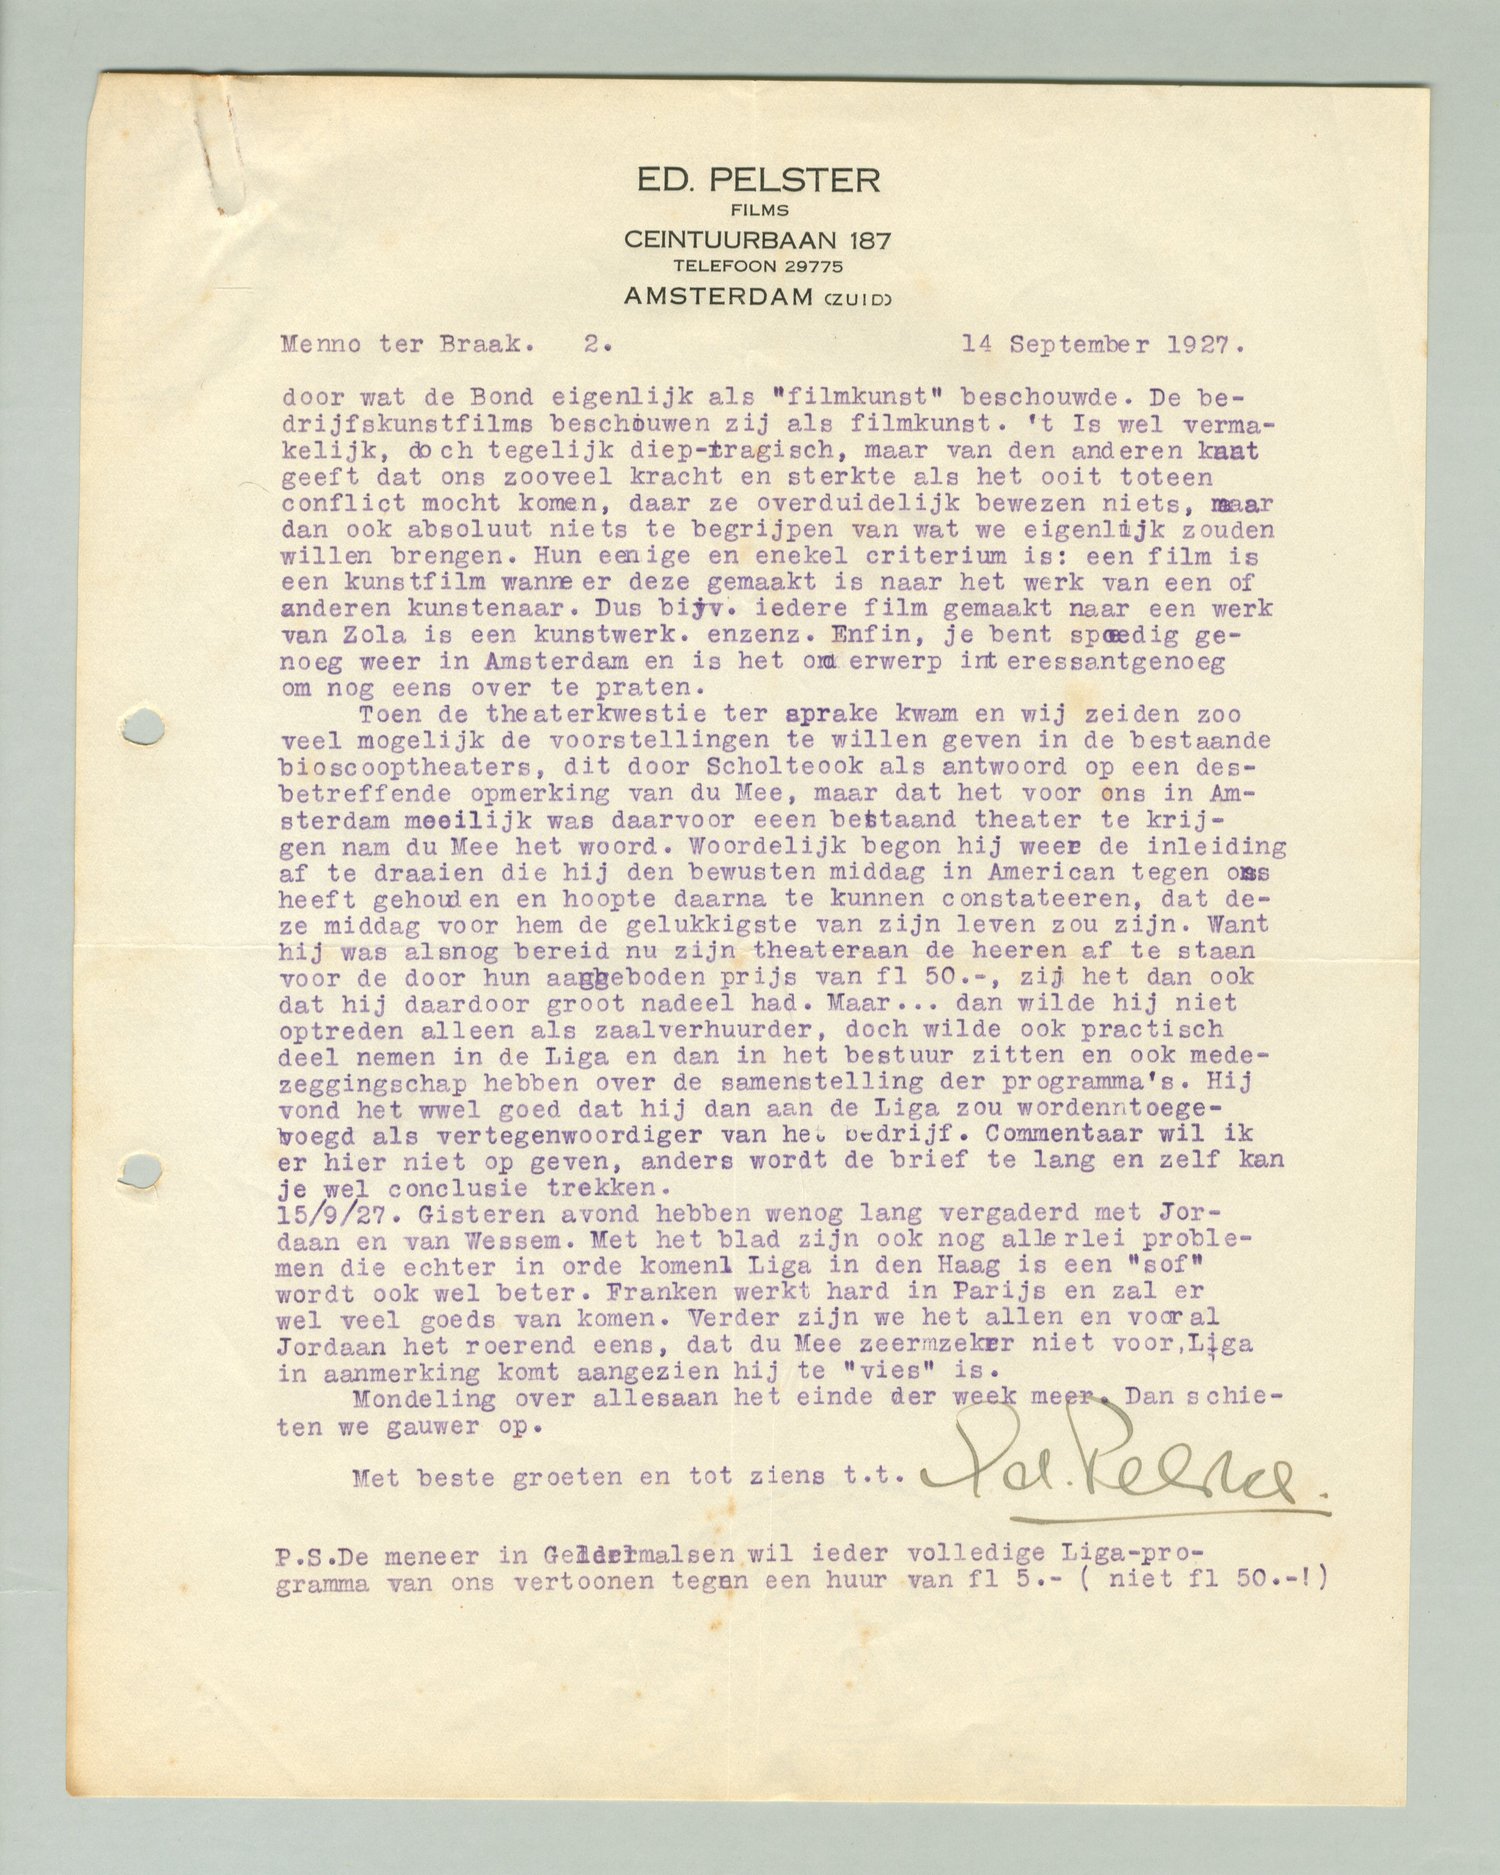 ED. PELSTER
FILMS
CEINTUURBAAN 187
TELEFOON 29775
AMSTERDAM (ZUID)
Menno ter Braak. 2. 14 September 1927.
door wat de Bond eigenlijk als "filmkunst" beschouwde. De be-
drijfskunstfilms beschouwen zij als filmkunst. 't Is wel verma-
kelijk, doch tegelijk diep-tragisch, maar van den anderen kant
geeft dat ons zooveel kracht en sterkte als het ooit toteen
conflict mocht komen, daar ze overduidelijk bewezen niets, maar
dan ook absoluut niets te begrijpen van wat we eigenlijk zouden
willen brengen. Hun eenige en enekel criterium is: een film is
een kunstfilm wanneer deze gemaakt is naar het werk van een of
anderen kunstenaar. Dus bijv. iedere film gemaakt naar een werk
van Zola is een kunstwerk. enzenz. Enfin, je bent spoedig ge-
noeg weer in Amsterdam en is het onderwerp interessantgenoeg
om nog eens over te praten.
Toen de theaterkwestie ter sprake kwam en wij zeiden zoo
veel mogelijk de voorstellingen te willen geven in de bestaande
bioscooptheaters, dit door Scholteook als antwoord op een des-
betreffende opmerking van du Mee, maar dat het voor ons in Am-
sterdam moeilijk was daarvoor eeen bestaand theater te krij-
gen nam du Mee het woord. Woordelijk begon hij weer de inleiding
af te draaien die hij den bewusten middag in American tegen ons
heeft gehouden en hoopte daarna te kunnen constateeren, dat de-
ze middag voor hem de gelukkigste van zijn leven zou zijn. Want
hij was alsnog bereid nu zijn theateraan de heeren af te staan
voor de door hun aangeboden prijs van fl 50.-, zij het dan ook
dat hij daardoor groot nadeel had. Maar... dan wilde hij niet
optreden alleen als zaalverhuurder, doch wilde ook practisch
deel nemen in de Liga en dan in het bestuur zitten en ook mede-
zeggingschap hebben over de samenstelling der programma's. Hij
vond het wwel goed dat hij dan aan de Liga zou wordenntoege-
voegd als vertegenwoordiger van het bedrijf. Commentaar wil ik
er hier niet op geven, anders wordt de brief te lang en zelf kan
je wel conclusie trekken.
15/9/27. Gisteren avond hebben wenog lang vergaderd met Jor-
daan en van Wessem. Met het blad zijn ook nog allerlei proble-
men die echter in orde komenl Liga in den Haag is een "sof"
wordt ook wel beter. Franken werkt hard in Parijs en zal er
wel veel goeds van komen. Verder zijn we het allen en vooral
Jordaan het roerend eens, dat du Mee zeermzeker niet voor,Liga
in aanmerking komt aangezien hij te "vies" is.
Mondeling over allesaan het einde der week meer. Dan schie-
ten we gauwer op.
Met beste groeten en tot ziens t.t. Ed. Pelster.
P.S.De meneer in Geldermalsen wil ieder volledige Liga-pro-
gramma van ons vertoonen tegen een huur van fl 5.- ( niet fl 50.-!)